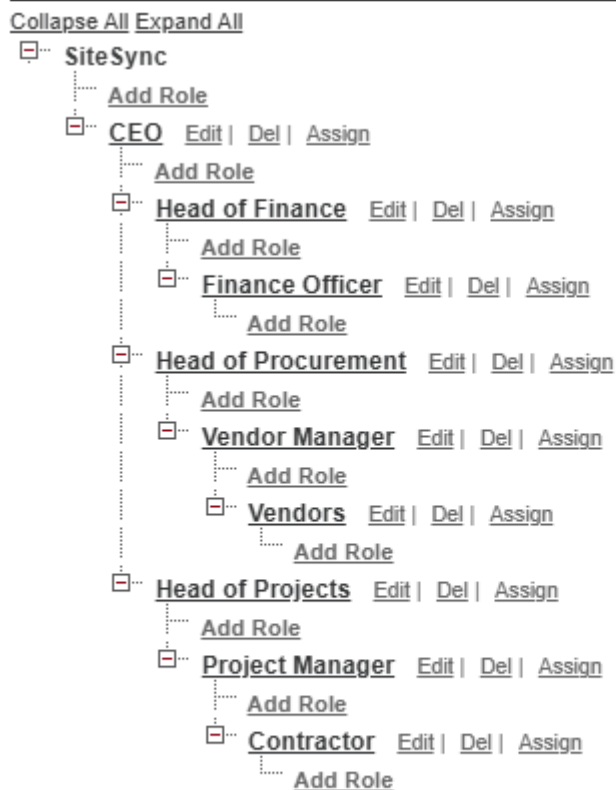 Collapse All Expand All
SiteSync
Add Role
CEO Edit | Del | Assign
Add Role
Head of Finance Edit | Del | Assign
Add Role
Finance Officer Edit | Del | Assign
Add Role
Head of Procurement Edit | Del | Assign
Add Role
Vendor Manager Edit | Del | Assign
Add Role
Vendors Edit | Del | Assign
Add Role
Head of Projects Edit | Del | Assign
Add Role
Project Manager Edit | Del | Assign
Add Role
Contractor Edit | Del | Assign
Add Role